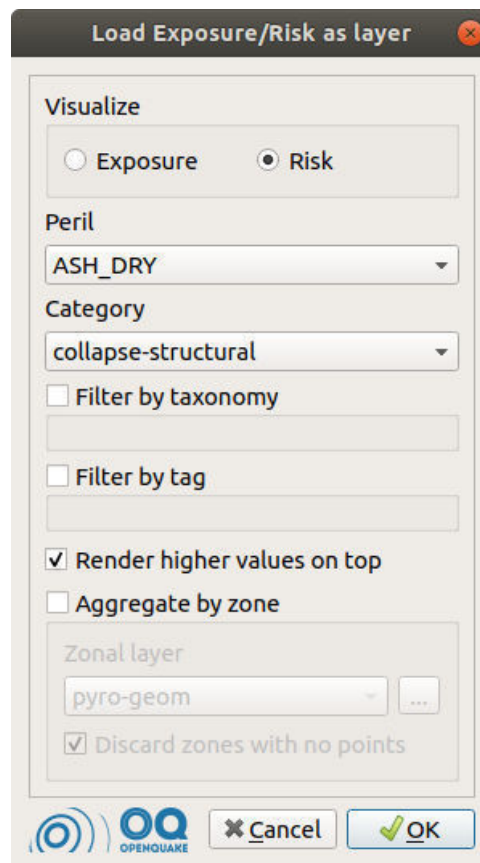 Load Exposure/Risk as layer
Visualize
Exposure Risk
Peril
ASH_DRY
Category
collapse-structural
Filter by taxonomy
Filter by tag
Render higher values on top
Aggregate by zone
Zonal layer
pyro-geom ...
Discard zones with no points
OQ OPENQUAKE Cancel OK